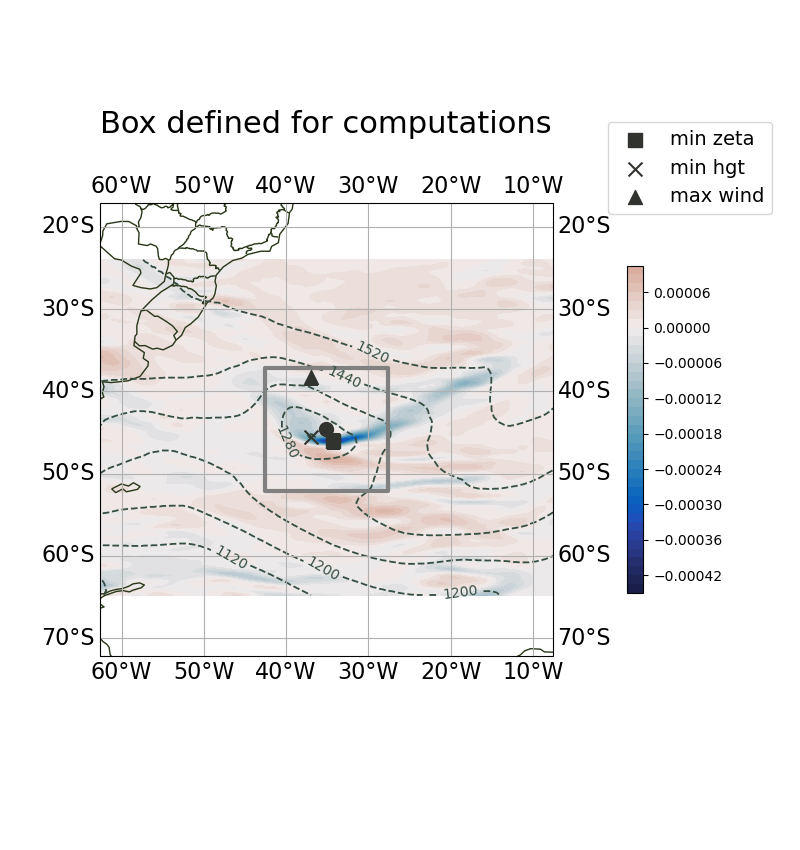 Box defined for computations
min zeta
min hgt
max wind
60°W 50°W 40°W 30°W 20°W 10°W
20°S 20°S
30°S 30°S
40°S 40°S
50°S 50°S
60°S 60°S
70°S 70°S
60°W 50°W 40°W 30°W 20°W 10°W
1520
1440
1280
1120
1200
1200
0.00006
0.00000
−0.00006
−0.00012
−0.00018
−0.00024
−0.00030
−0.00036
−0.00042